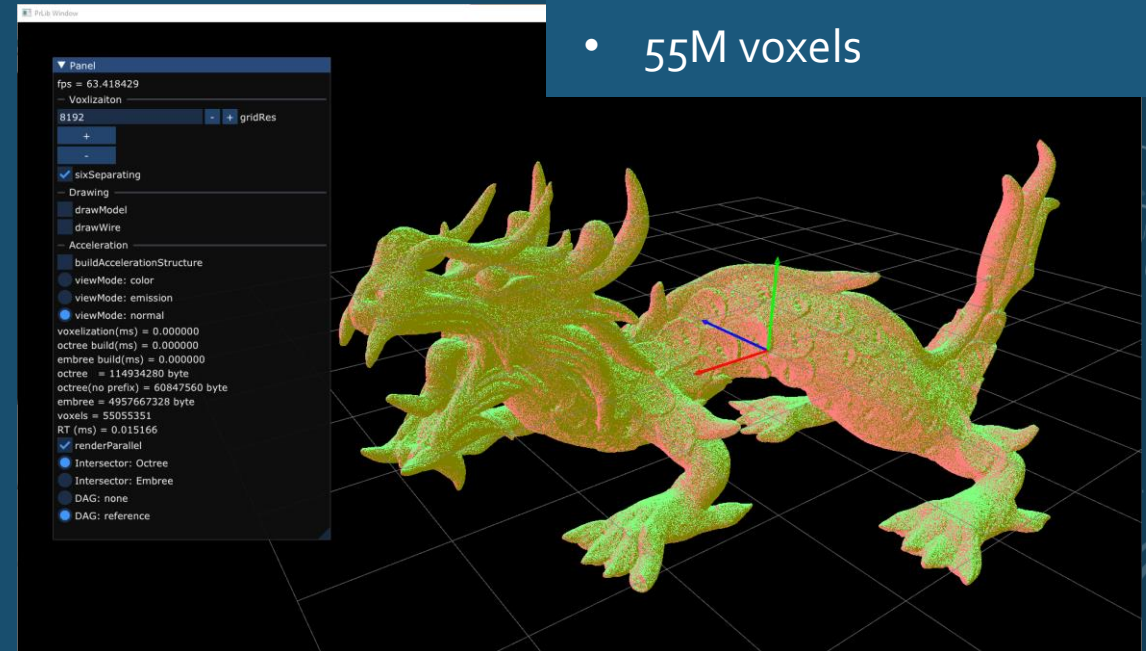 PrLib Window
• 55M voxels
▼ Panel
fps = 63.418429
Voxlizaiton
8192 - + gridRes
+
-
sixSeparating
Drawing
drawModel
drawWire
Acceleration
buildAccelerationStructure
viewMode: color
viewMode: emission
viewMode: normal
voxelization(ms) = 0.000000
octree build(ms) = 0.000000
embree build(ms) = 0.000000
octree = 114934280 byte
octree(no prefix) = 60847560 byte
embree = 4957667328 byte
voxels = 55055351
RT (ms) = 0.015166
renderParallel
Intersector: Octree
Intersector: Embree
DAG: none
DAG: reference